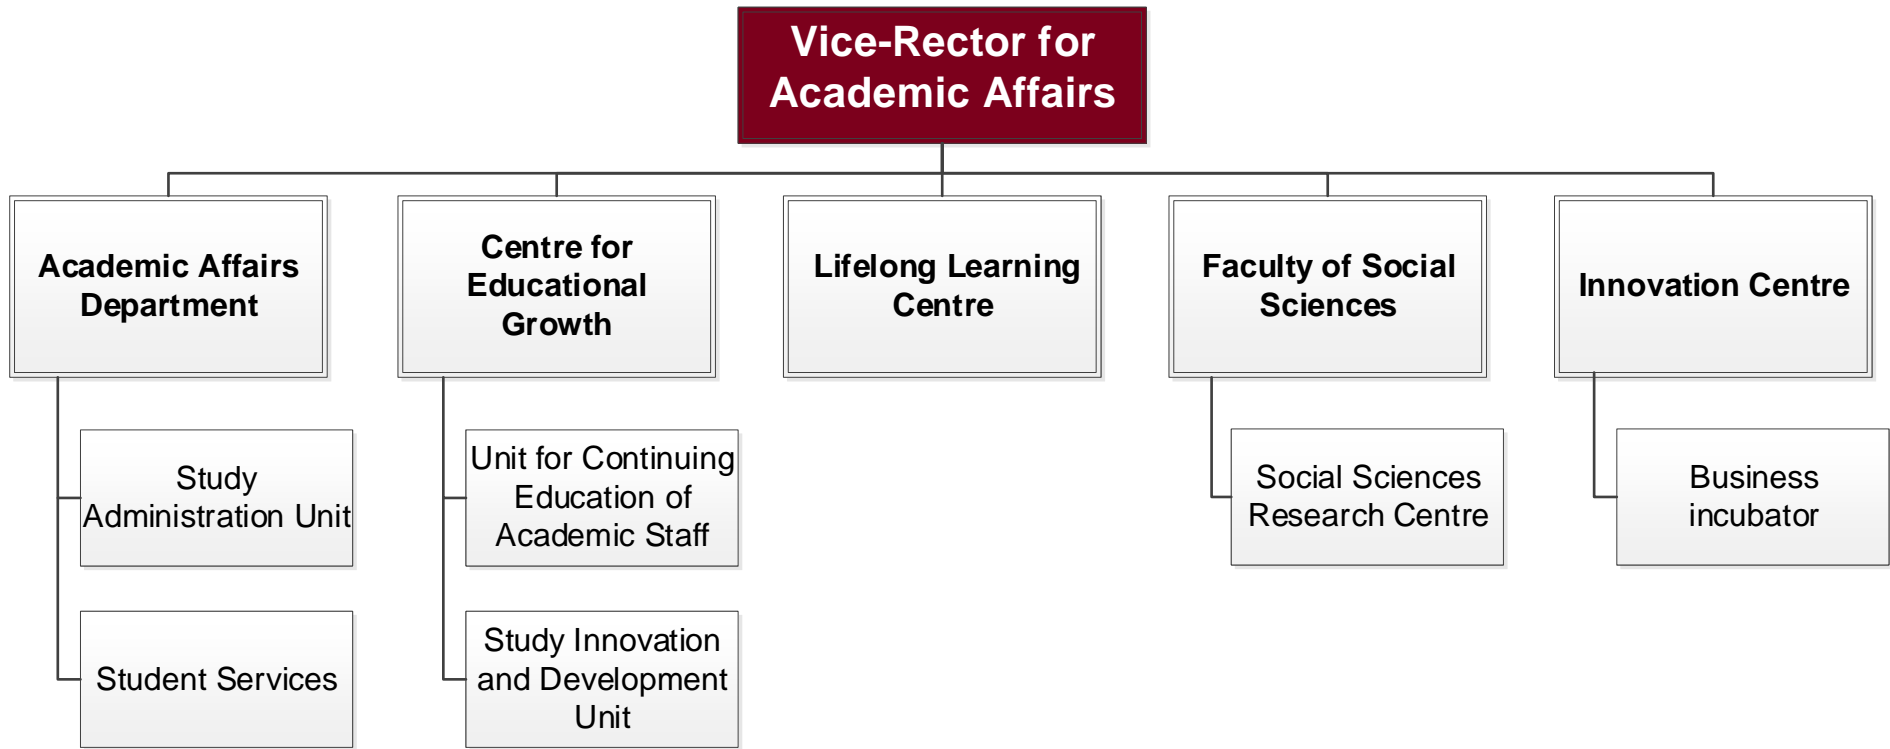 Vice-Rector for
Academic Affairs
Academic Affairs
Department
Centre for
Educational
Growth
Lifelong Learning
Centre
Faculty of Social
Sciences
Innovation Centre
Study
Administration Unit
Unit for Continuing
Education of
Academic Staff
Social Sciences
Research Centre
Business
incubator
Student Services
Study Innovation
and Development
Unit